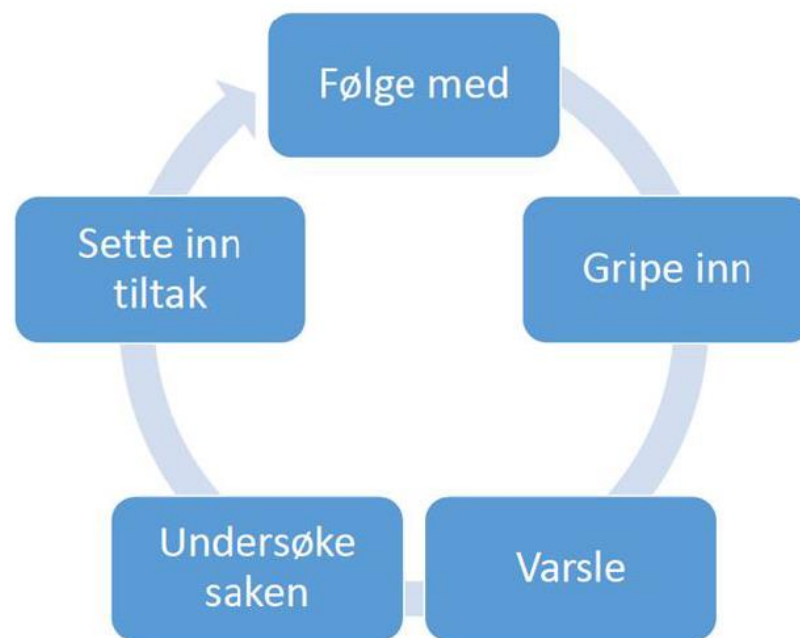 Følge med
Gripe inn
Varsle
Undersøke
saken
Sette inn
tiltak